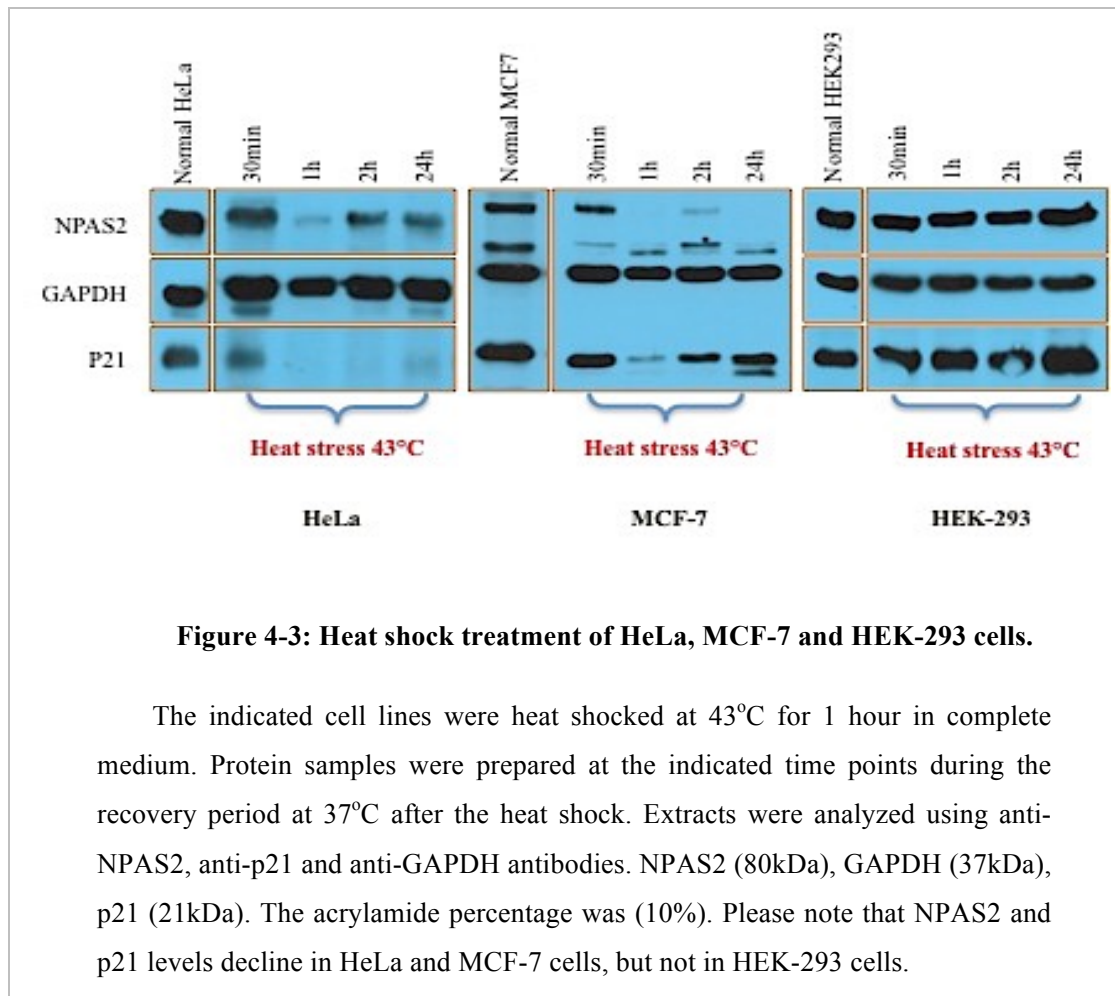 Normal HeLa 30min 1h 2h 24h Normal MCF7 30min 1h 2h 24h Normal HEK293 30min 1h 2h 24h
NPAS2
GAPDH
P21
Heat stress 43°C Heat stress 43°C Heat stress 43°C
HeLa MCF-7 HEK-293
Figure 4-3: Heat shock treatment of HeLa, MCF-7 and HEK-293 cells.
The indicated cell lines were heat shocked at 43°C for 1 hour in complete
medium. Protein samples were prepared at the indicated time points during the
recovery period at 37°C after the heat shock. Extracts were analyzed using anti-
NPAS2, anti-p21 and anti-GAPDH antibodies. NPAS2 (80kDa), GAPDH (37kDa),
p21 (21kDa). The acrylamide percentage was (10%). Please note that NPAS2 and
p21 levels decline in HeLa and MCF-7 cells, but not in HEK-293 cells.